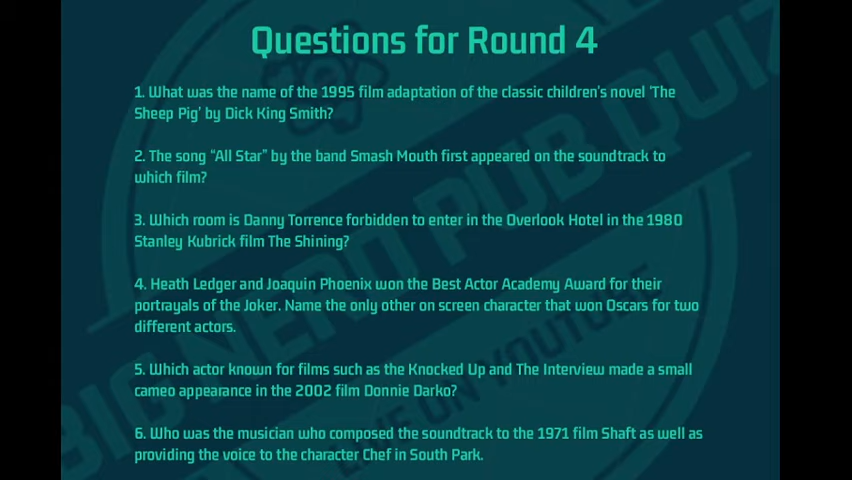 Questions for Round 4
1. What was the name of the 1995 film adaptation of the classic children's novel 'The
Sheep Pig' by Dick King Smith?
2. The song "All Star" by the band Smash Mouth first appeared on the soundtrack to
which film?
3. Which room is Danny Torrence forbidden to enter in the Overlook Hotel in the 1980
Stanley Kubrick film The Shining?
4. Heath Ledger and Joaquin Phoenix won the Best Actor Academy Award for their
portrayals of the Joker. Name the only other on screen character that won Oscars for two
different actors.
5. Which actor known for films such as the Knocked Up and The Interview made a small
cameo appearance in the 2002 film Donnie Darko?
6. Who was the musician who composed the soundtrack to the 1971 film Shaft as well as
providing the voice to the character Chef in South Park.
BIG NERD PUB QUIZ
LIVE ON YOUTUBE